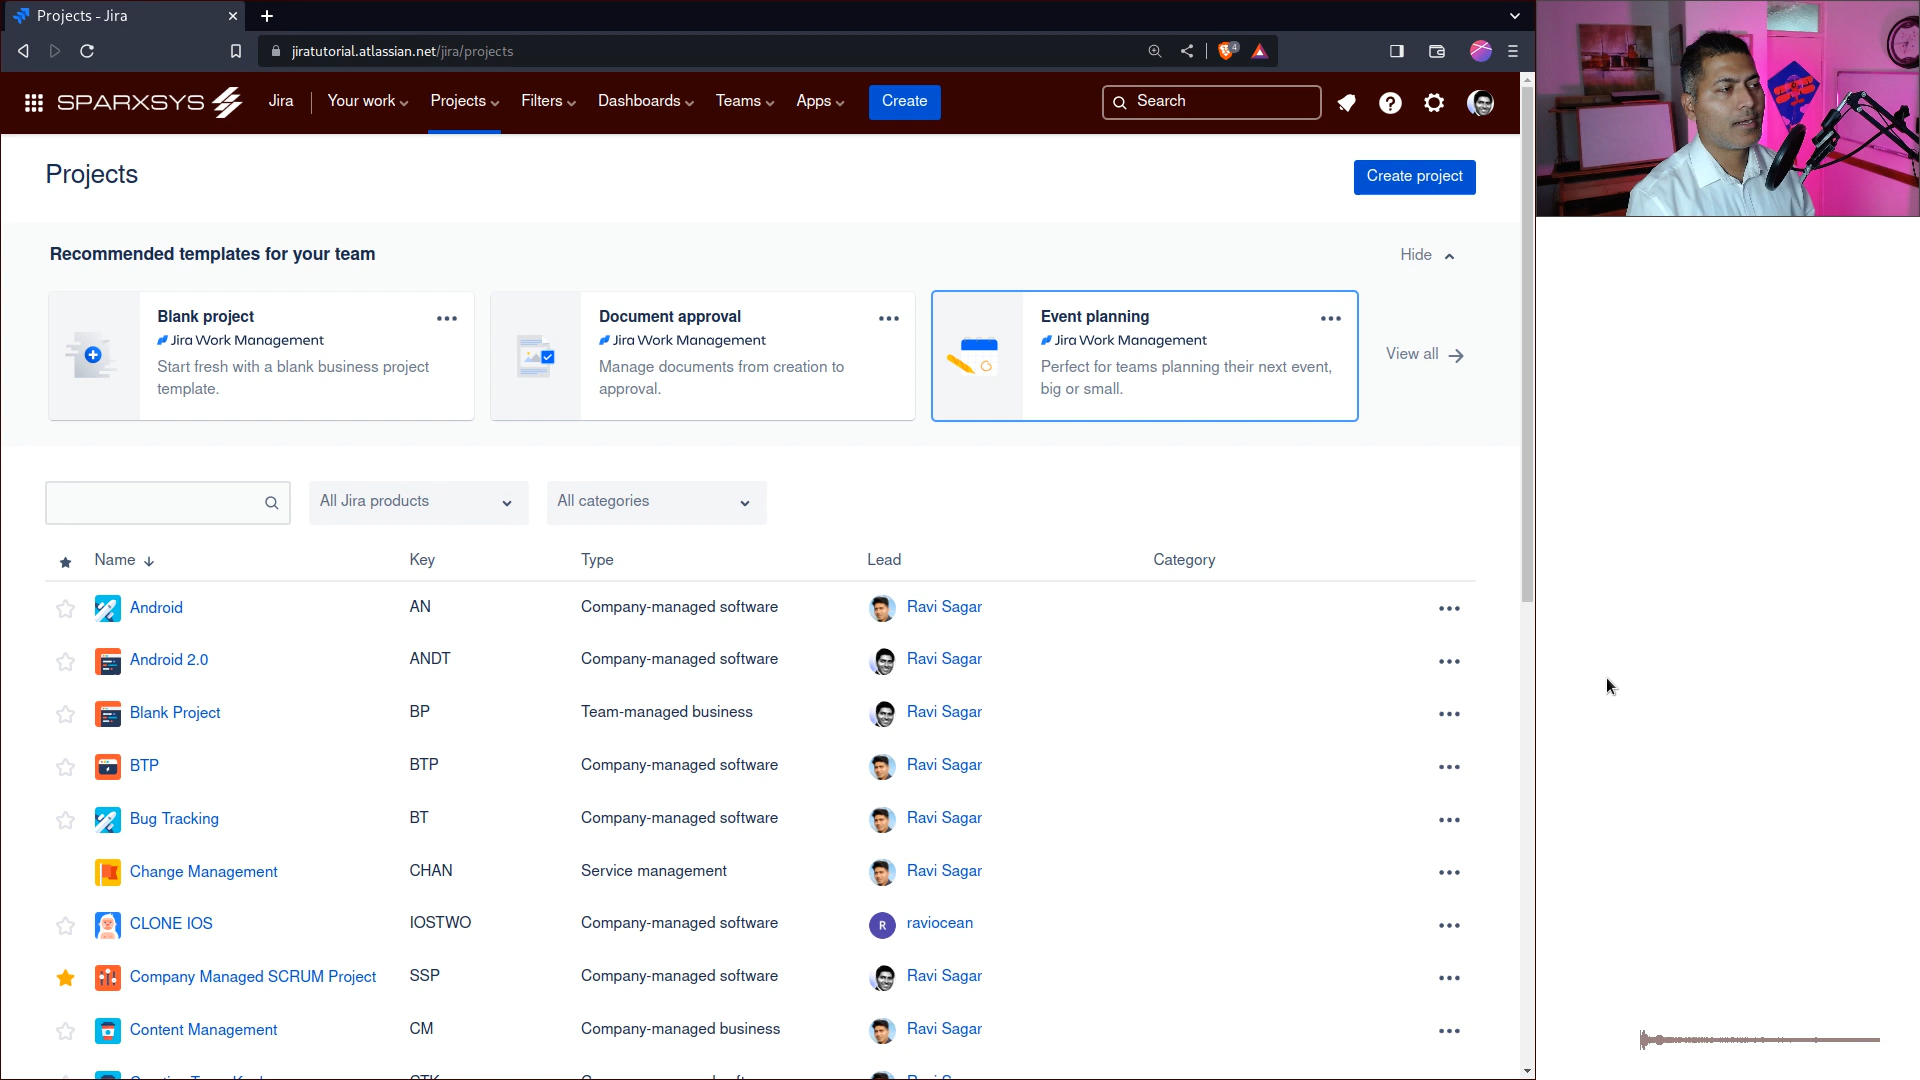 Projects - Jira
jiratutorial.atlassian.net/jira/projects
4
SPARXSYS
Jira
Your work
Projects
Filters
Dashboards
Teams
Apps
Create
Search
Projects
Create project
Recommended templates for your team
Hide
Blank project
Jira Work Management
Start fresh with a blank business project
template.
Document approval
Jira Work Management
Manage documents from creation to
approval.
Event planning
Jira Work Management
Perfect for teams planning their next event,
big or small.
View all
All Jira products
All categories
Name Key Type Lead Category
Android AN Company-managed software Ravi Sagar
Android 2.0 ANDT Company-managed software Ravi Sagar
Blank Project BP Team-managed business Ravi Sagar
BTP BTP Company-managed software Ravi Sagar
Bug Tracking BT Company-managed software Ravi Sagar
Change Management CHAN Service management Ravi Sagar
CLONE IOS IOSTWO Company-managed software R raviocean
Company Managed SCRUM Project SSP Company-managed software Ravi Sagar
Content Management CM Company-managed business Ravi Sagar